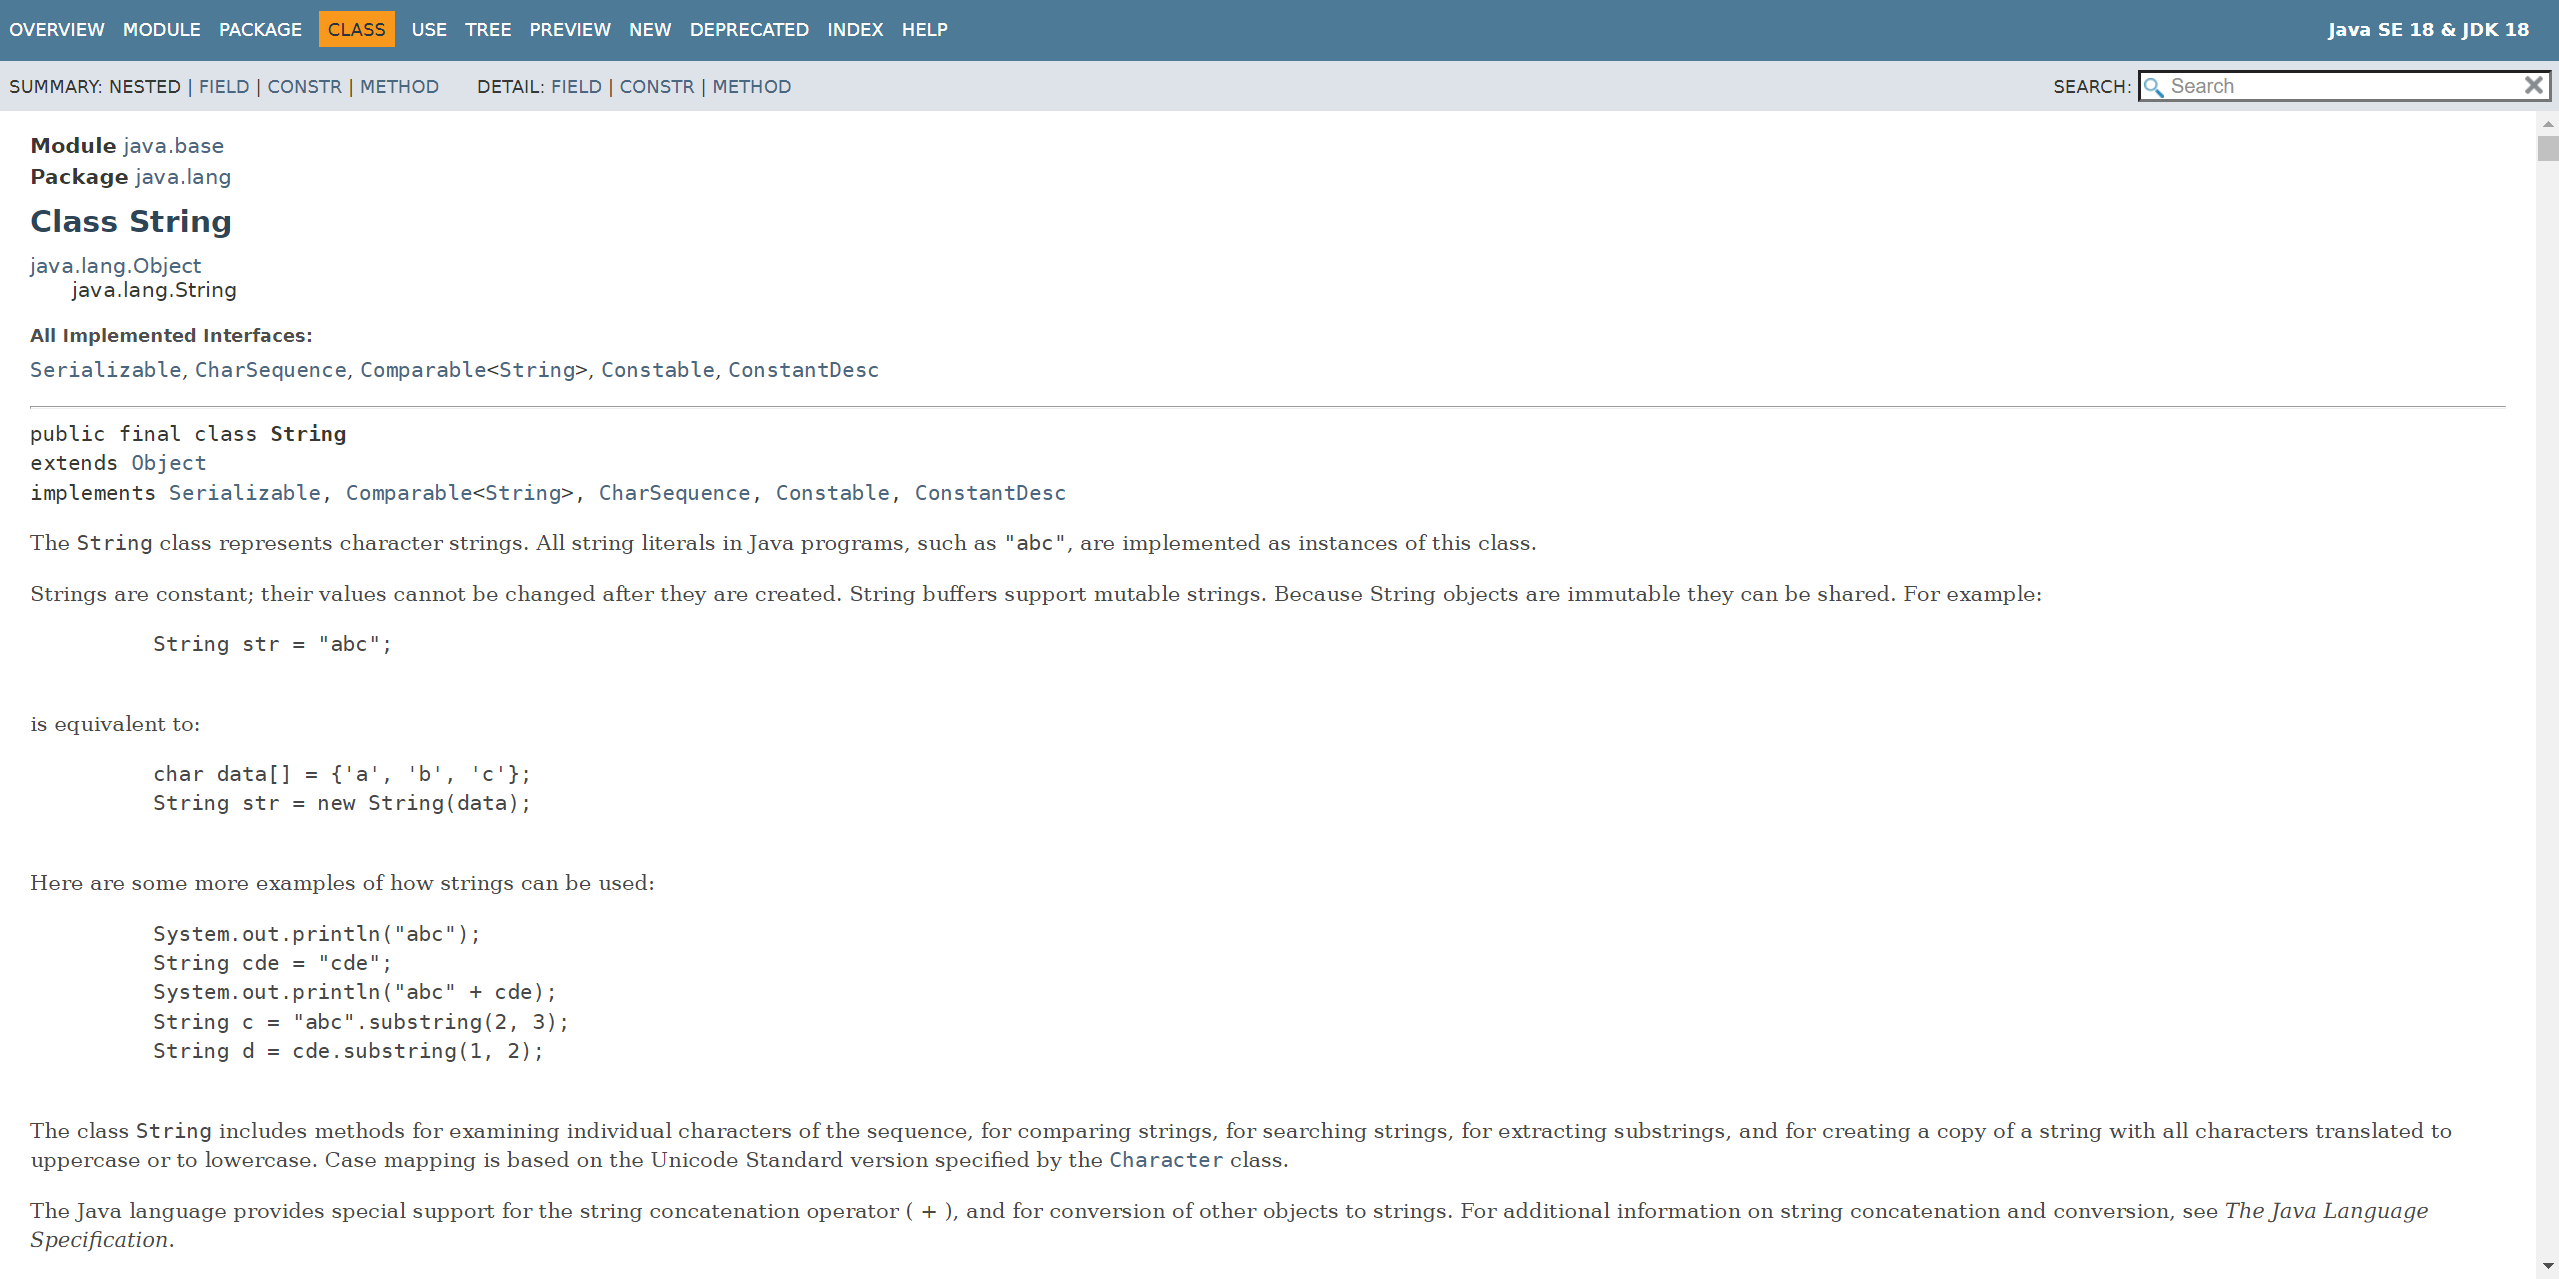 OVERVIEW MODULE PACKAGE CLASS USE TREE PREVIEW NEW DEPRECATED INDEX HELP Java SE 18 & JDK 18
SUMMARY: NESTED | FIELD | CONSTR | METHOD DETAIL: FIELD | CONSTR | METHOD SEARCH: Search
Module java.base
Package java.lang
Class String
java.lang.Object
java.lang.String
All Implemented Interfaces:
Serializable, CharSequence, Comparable<String>, Constable, ConstantDesc
public final class String
extends Object
implements Serializable, Comparable<String>, CharSequence, Constable, ConstantDesc
The String class represents character strings. All string literals in Java programs, such as "abc", are implemented as instances of this class.
Strings are constant; their values cannot be changed after they are created. String buffers support mutable strings. Because String objects are immutable they can be shared. For example:
String str = "abc";
is equivalent to:
char data[] = {'a', 'b', 'c'};
String str = new String(data);
Here are some more examples of how strings can be used:
System.out.println("abc");
String cde = "cde";
System.out.println("abc" + cde);
String c = "abc".substring(2, 3);
String d = cde.substring(1, 2);
The class String includes methods for examining individual characters of the sequence, for comparing strings, for searching strings, for extracting substrings, and for creating a copy of a string with all characters translated to
uppercase or to lowercase. Case mapping is based on the Unicode Standard version specified by the Character class.
The Java language provides special support for the string concatenation operator ( + ), and for conversion of other objects to strings. For additional information on string concatenation and conversion, see The Java Language
Specification.